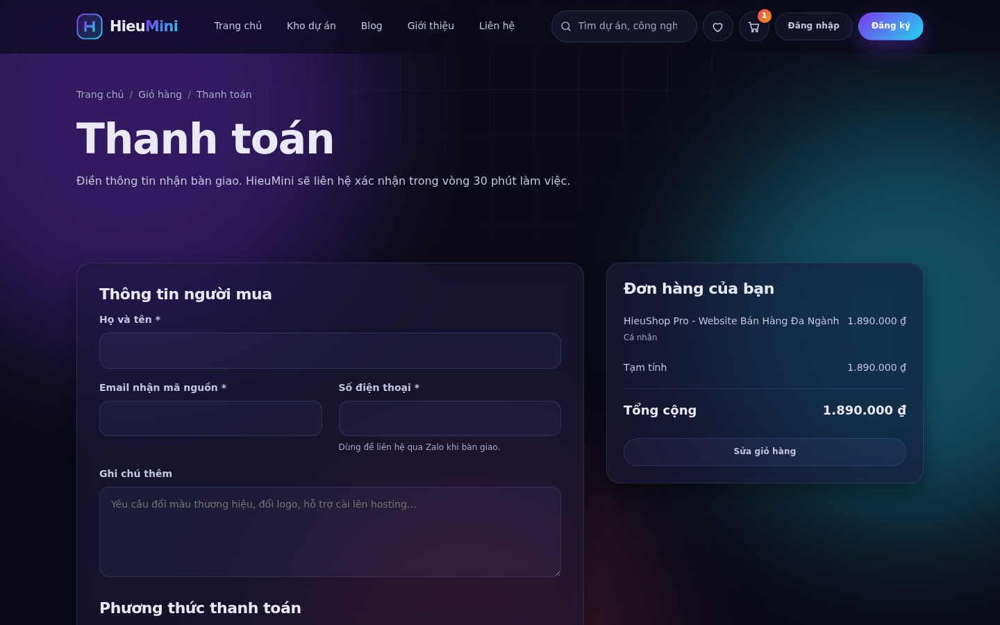 HieuMini
Trang chủ
Kho dự án
Blog
Giới thiệu
Liên hệ
Tìm dự án, công ngh
1
Đăng nhập
Đăng ký
Trang chủ / Giỏ hàng / Thanh toán
Thanh toán
Điền thông tin nhận bàn giao. HieuMini sẽ liên hệ xác nhận trong vòng 30 phút làm việc.
Thông tin người mua
Họ và tên *
Email nhận mã nguồn *
Số điện thoại *
Dùng để liên hệ qua Zalo khi bàn giao.
Ghi chú thêm
Yêu cầu đổi màu thương hiệu, đổi logo, hỗ trợ cài lên hosting...
Phương thức thanh toán
Đơn hàng của bạn
HieuShop Pro - Website Bán Hàng Đa Ngành 1.890.000 ₫
Cá nhân
Tạm tính 1.890.000 ₫
Tổng cộng 1.890.000 ₫
Sửa giỏ hàng